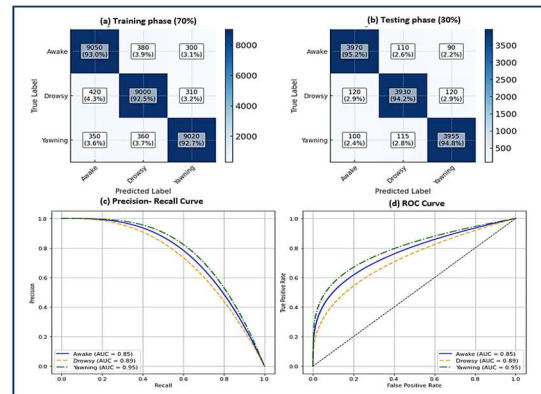 (a) Training phase (70%)
Awake
Drowsy
Yawning
True Label
9050
(93.0%)
380
(3.9%)
300
(3.1%)
420
(4.3%)
9000
(92.5%)
310
(3.2%)
350
(3.6%)
360
(3.7%)
9020
(92.7%)
Awake
Drowsy
Yawning
Predicted Label
8000
6000
4000
2000
(b) Testing phase (30%)
Awake
Drowsy
Yawning
True Label
3970
(95.2%)
110
(2.6%)
90
(2.2%)
120
(2.9%)
3930
(94.2%)
120
(2.9%)
100
(2.4%)
115
(2.8%)
3955
(94.8%)
Awake
Drowsy
Yawning
Predicted Label
3500
3000
2500
2000
1500
1000
500
(c) Precision- Recall Curve
Precision
1.0
0.8
0.6
0.4
0.2
0.0
Awake (AUC = 0.85)
Drowsy (AUC = 0.89)
Yawning (AUC = 0.95)
0.0 0.2 0.4 0.6 0.8 1.0
Recall
(d) ROC Curve
True Positive Rate
1.0
0.8
0.6
0.4
0.2
0.0
Awake (AUC = 0.85)
Drowsy (AUC = 0.89)
Yawning (AUC = 0.95)
0.0 0.2 0.4 0.6 0.8 1.0
False Positive Rate